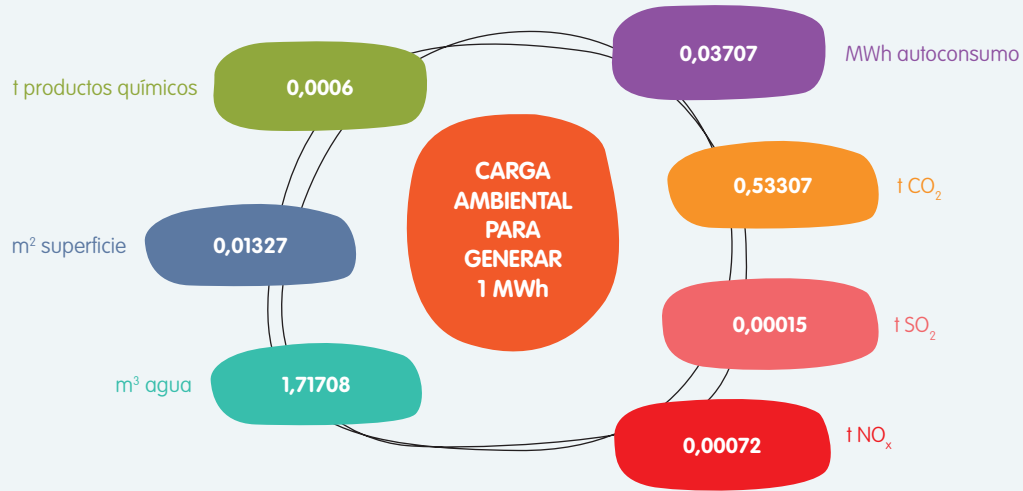 CARGA
AMBIENTAL
PARA
GENERAR
1 MWh
0,03707 MWh autoconsumo
0,53307 t CO₂
0,00015 t SO₂
0,00072 t NOₓ
m³ agua 1,71708
m² superficie 0,01327
t productos químicos 0,0006